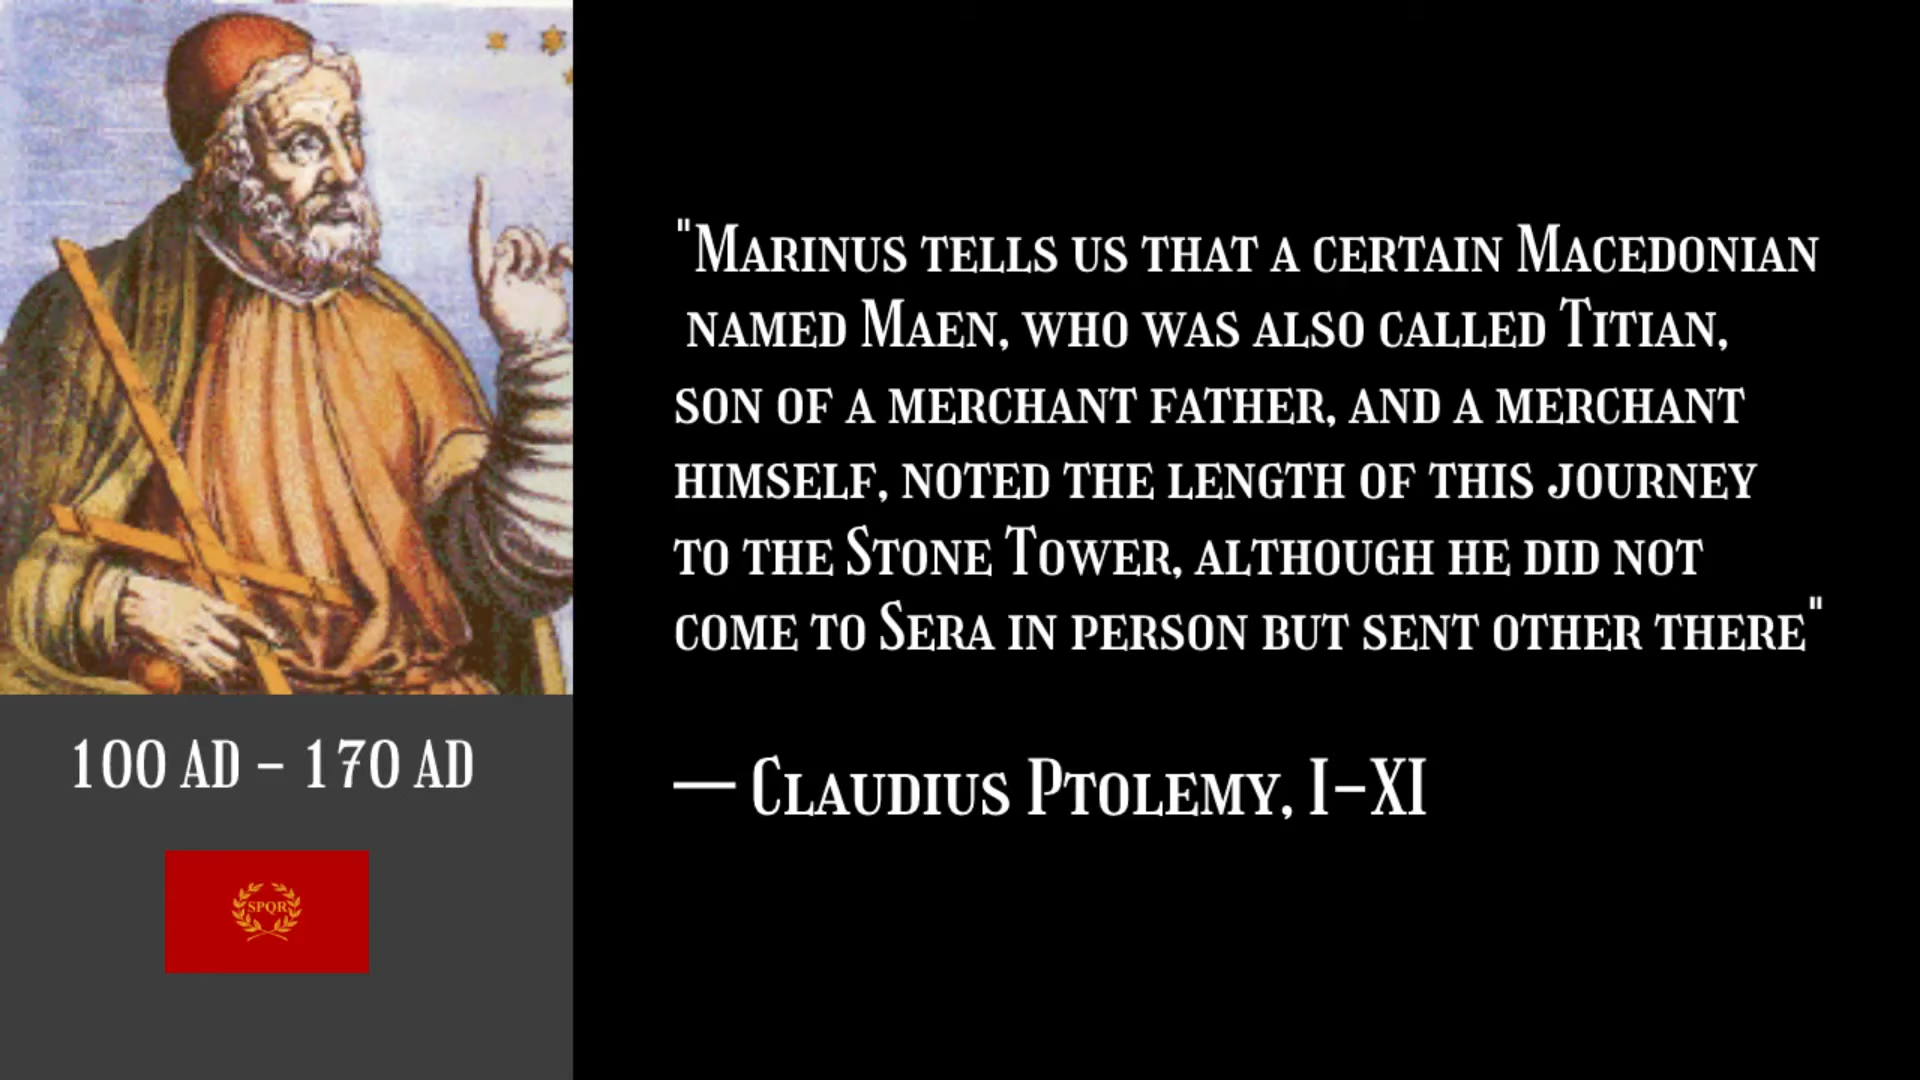 "Marinus tells us that a certain Macedonian
named Maen, who was also called Titian,
son of a merchant father, and a merchant
himself, noted the length of this journey
to the Stone Tower, although he did not
come to Sera in person but sent other there"
— Claudius Ptolemy, I–XI
100 AD – 170 AD
SPQR